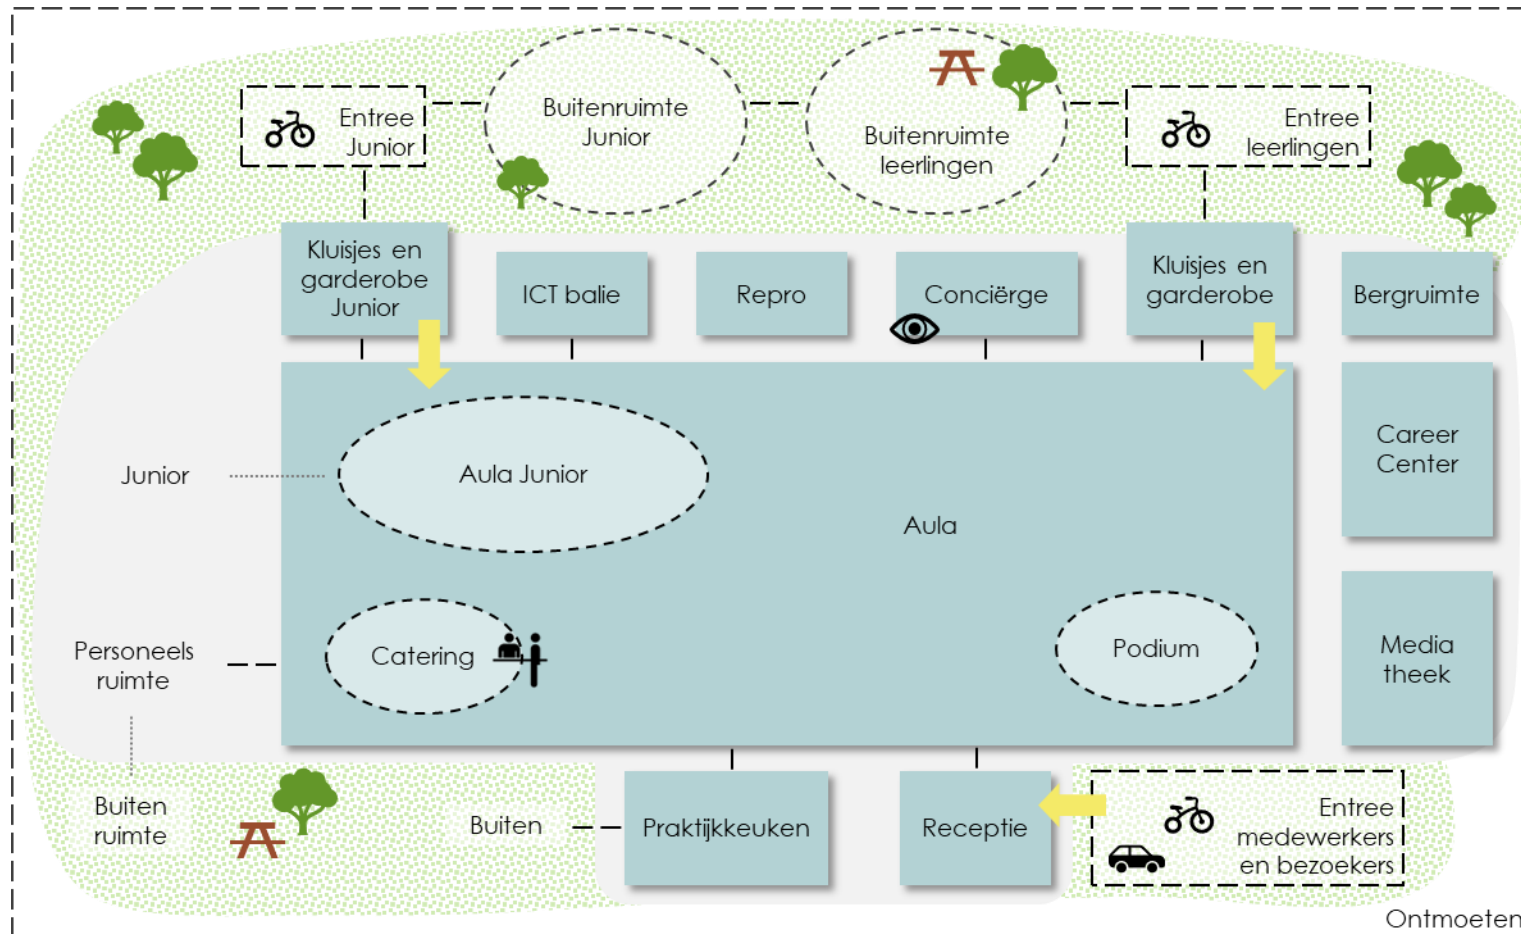 Entree
Junior
Buitenruimte
Junior
Buitenruimte
leerlingen
Entree
leerlingen
Kluisjes en
garderobe
Junior
ICT balie
Repro
Conciërge
Kluisjes en
garderobe
Bergruimte
Junior
Aula Junior
Aula
Career
Center
Personeels
ruimte
Catering
Podium
Media
theek
Buiten
ruimte
Buiten
Praktijkkeuken
Receptie
Entree
medewerkers
en bezoekers
Ontmoeten